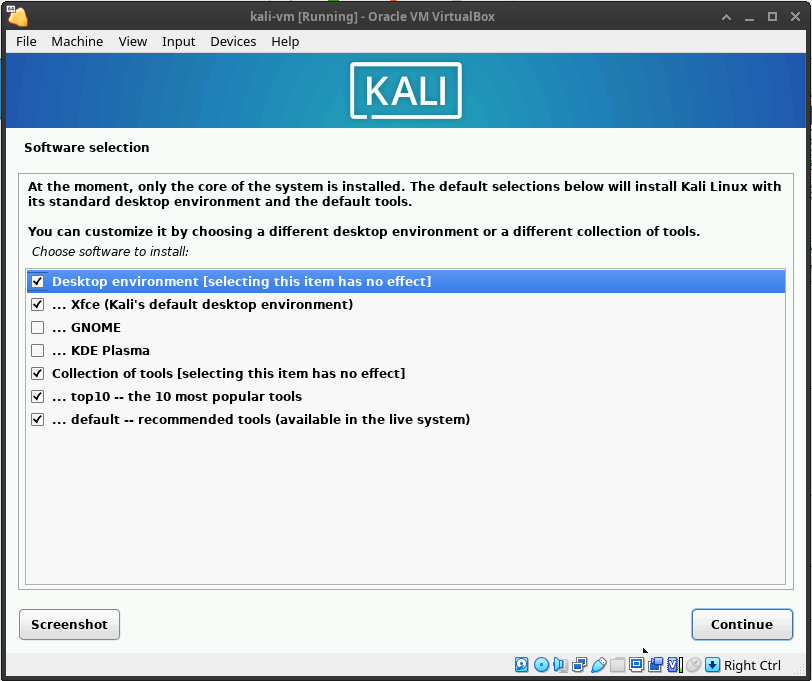 kali-vm [Running] - Oracle VM VirtualBox
File Machine View Input Devices Help
KALI
Software selection
At the moment, only the core of the system is installed. The default selections below will install Kali Linux with
its standard desktop environment and the default tools.
You can customize it by choosing a different desktop environment or a different collection of tools.
Choose software to install:
Desktop environment [selecting this item has no effect]
... Xfce (Kali's default desktop environment)
... GNOME
... KDE Plasma
Collection of tools [selecting this item has no effect]
... top10 -- the 10 most popular tools
... default -- recommended tools (available in the live system)
Screenshot
Continue
Right Ctrl